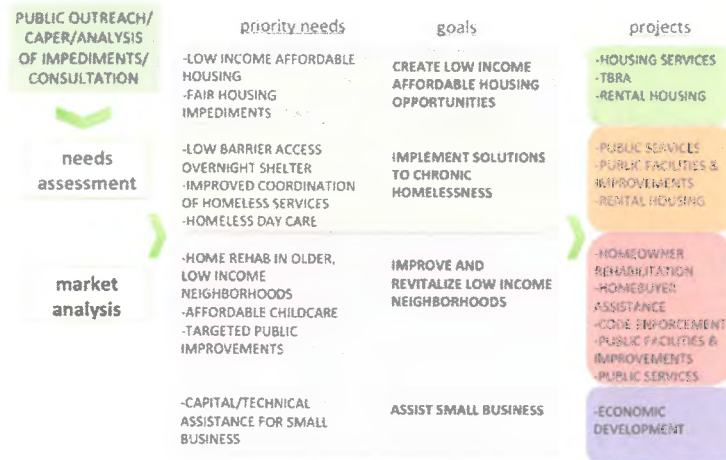 PUBLIC OUTREACH/
CAPER/ANALYSIS
OF IMPEDIMENTS/
CONSULTATION
needs
assessment
market
analysis
priority needs
-LOW INCOME AFFORDABLE
HOUSING
-FAIR HOUSING
IMPEDIMENTS
-LOW BARRIER ACCESS
OVERNIGHT SHELTER
-IMPROVED COORDINATION
OF HOMELESS SERVICES
-HOMELESS DAY CARE
-HOME REHAB IN OLDER,
LOW INCOME
NEIGHBORHOODS
-AFFORDABLE CHILDCARE
-TARGETED PUBLIC
IMPROVEMENTS
-CAPITAL/TECHNICAL
ASSISTANCE FOR SMALL
BUSINESS
goals
CREATE LOW INCOME
AFFORDABLE HOUSING
OPPORTUNITIES
IMPLEMENT SOLUTIONS
TO CHRONIC
HOMELESSNESS
IMPROVE AND
REVITALIZE LOW INCOME
NEIGHBORHOODS
ASSIST SMALL BUSINESS
projects
-HOUSING SERVICES
-TBRA
-RENTAL HOUSING
-PUBLIC SERVICES
-PUBLIC FACILITIES &
IMPROVEMENTS
-RENTAL HOUSING
-HOMEOWNER
REHABILITATION
-HOMEBUYER
ASSISTANCE
-CODE ENFORCEMENT
-PUBLIC FACILITIES &
IMPROVEMENTS
-PUBLIC SERVICES
-ECONOMIC
DEVELOPMENT